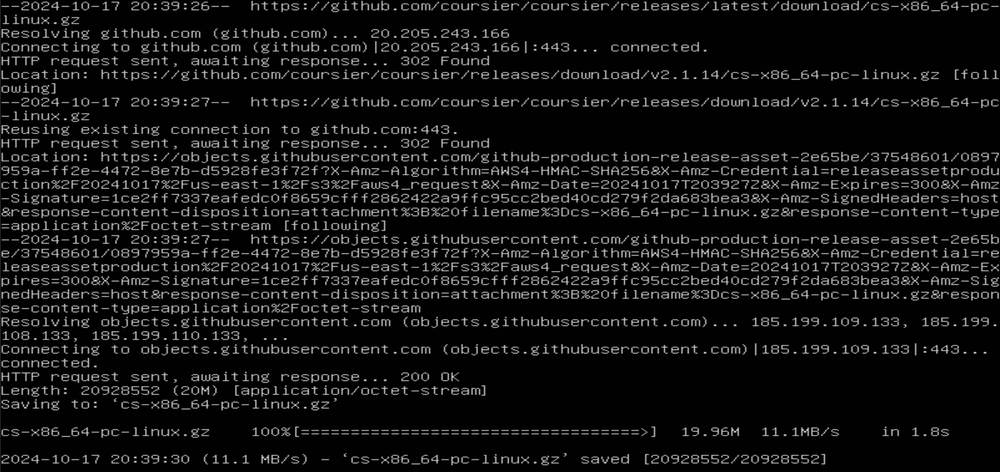 --2024-10-17 20:39:26--  https://github.com/coursier/coursier/releases/latest/download/cs-x86_64-pc-
linux.gz
Resolving github.com (github.com)... 20.205.243.166
Connecting to github.com (github.com)|20.205.243.166|:443... connected.
HTTP request sent, awaiting response... 302 Found
Location: https://github.com/coursier/coursier/releases/download/v2.1.14/cs-x86_64-pc-linux.gz [foll
owing]
--2024-10-17 20:39:27--  https://github.com/coursier/coursier/releases/download/v2.1.14/cs-x86_64-pc
-linux.gz
Reusing existing connection to github.com:443.
HTTP request sent, awaiting response... 302 Found
Location: https://objects.githubusercontent.com/github-production-release-asset-2e65be/37548601/0897
959a-ff2e-4472-8e7b-d5928fe3f72f?X-Amz-Algorithm=AWS4-HMAC-SHA256&X-Amz-Credential=releaseassetprodu
ction%2F20241017%2Fus-east-1%2Fs3%2Faws4_request&X-Amz-Date=20241017T203927Z&X-Amz-Expires=300&X-Amz
-Signature=1ce2ff7337eafedc0f8659cfff2862422a9ffc95cc2bed40cd279f2da683bea3&X-Amz-SignedHeaders=host
&response-content-disposition=attachment%3B%20filename%3Dcs-x86_64-pc-linux.gz&response-content-type
=application%2Foctet-stream [following]
--2024-10-17 20:39:27--  https://objects.githubusercontent.com/github-production-release-asset-2e65b
e/37548601/0897959a-ff2e-4472-8e7b-d5928fe3f72f?X-Amz-Algorithm=AWS4-HMAC-SHA256&X-Amz-Credential=re
leaseassetproduction%2F20241017%2Fus-east-1%2Fs3%2Faws4_request&X-Amz-Date=20241017T203927Z&X-Amz-Ex
pires=300&X-Amz-Signature=1ce2ff7337eafedc0f8659cfff2862422a9ffc95cc2bed40cd279f2da683bea3&X-Amz-Sig
nedHeaders=host&response-content-disposition=attachment%3B%20filename%3Dcs-x86_64-pc-linux.gz&respon
se-content-type=application%2Foctet-stream
Resolving objects.githubusercontent.com (objects.githubusercontent.com)... 185.199.109.133, 185.199.
108.133, 185.199.110.133, ...
Connecting to objects.githubusercontent.com (objects.githubusercontent.com)|185.199.109.133|:443...
connected.
HTTP request sent, awaiting response... 200 OK
Length: 20928552 (20M) [application/octet-stream]
Saving to: ‘cs-x86_64-pc-linux.gz’
cs-x86_64-pc-linux.gz    100%[==================================>]  19.96M  11.1MB/s    in 1.8s
2024-10-17 20:39:30 (11.1 MB/s) - ‘cs-x86_64-pc-linux.gz’ saved [20928552/20928552]